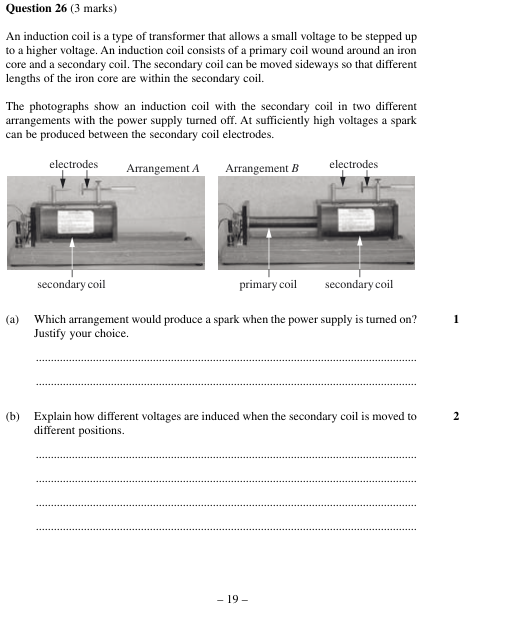 Question 26 (3 marks)
An induction coil is a type of transformer that allows a small voltage to be stepped up
to a higher voltage. An induction coil consists of a primary coil wound around an iron
core and a secondary coil. The secondary coil can be moved sideways so that different
lengths of the iron core are within the secondary coil.
The photographs show an induction coil with the secondary coil in two different
arrangements with the power supply turned off. At sufficiently high voltages a spark
can be produced between the secondary coil electrodes.
electrodes Arrangement A Arrangement B electrodes
secondary coil primary coil secondary coil
(a) Which arrangement would produce a spark when the power supply is turned on? 1
Justify your choice.
(b) Explain how different voltages are induced when the secondary coil is moved to 2
different positions.
– 19 –